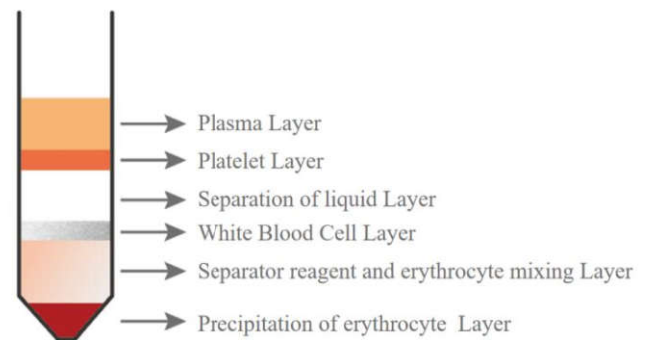 Plasma Layer
Platelet Layer
Separation of liquid Layer
White Blood Cell Layer
Separator reagent and erythrocyte mixing Layer
Precipitation of erythrocyte Layer